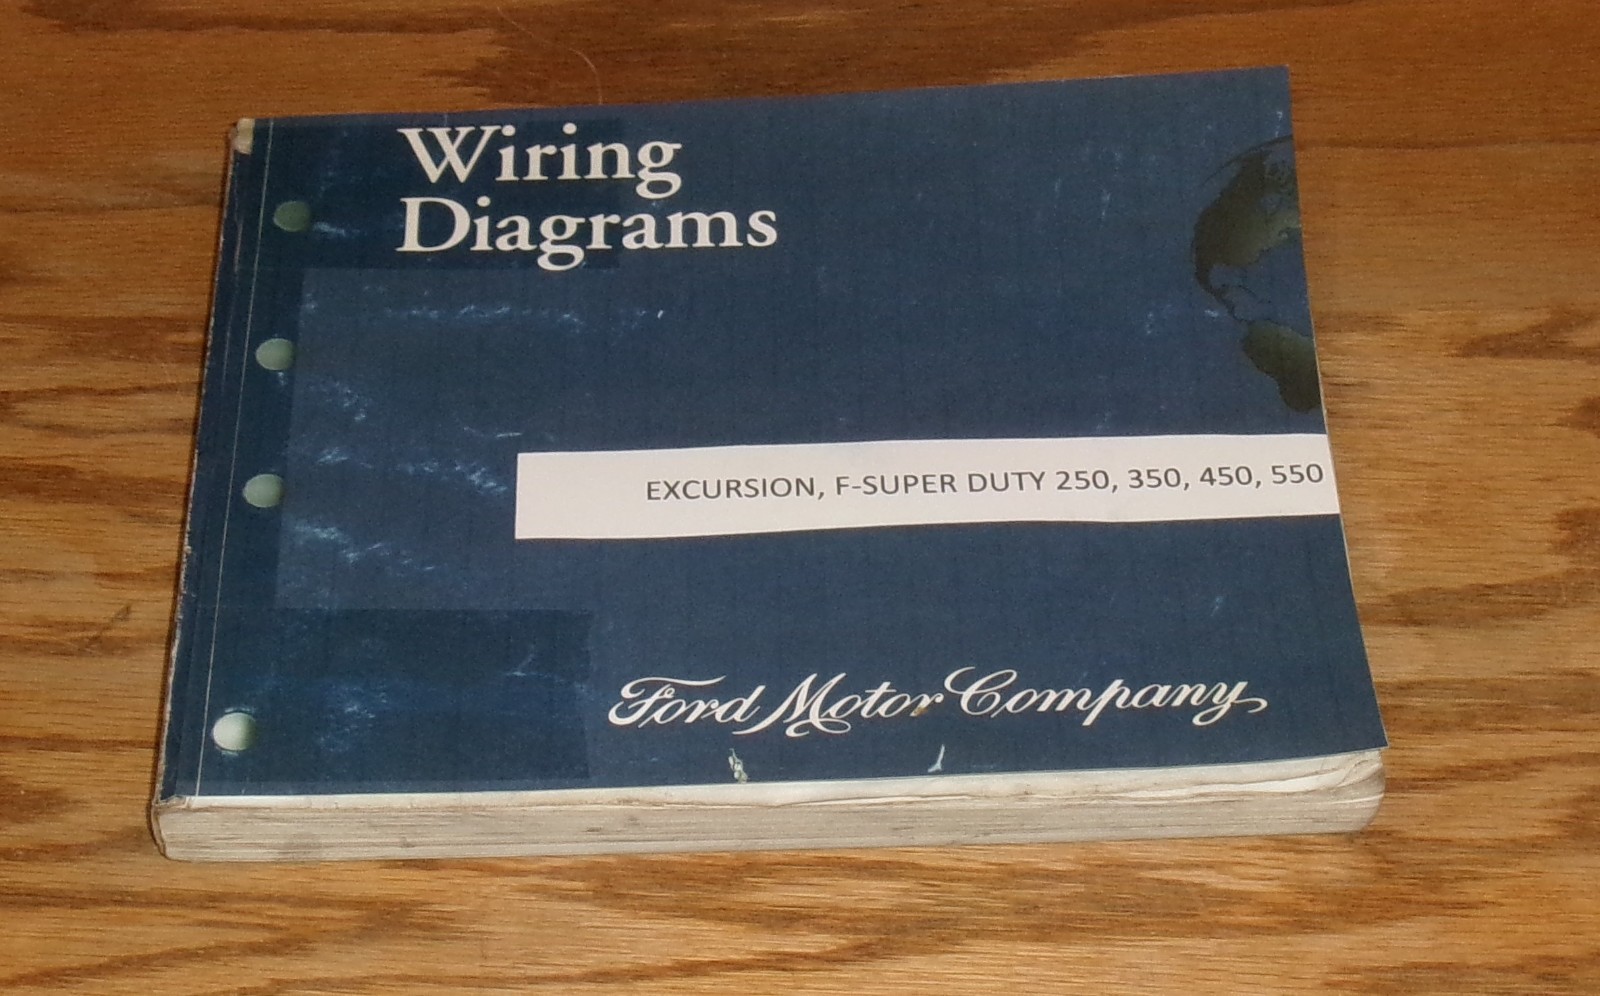 Wiring
Diagrams
EXCURSION, F-SUPER DUTY 250, 350, 450, 550
Ford Motor Company